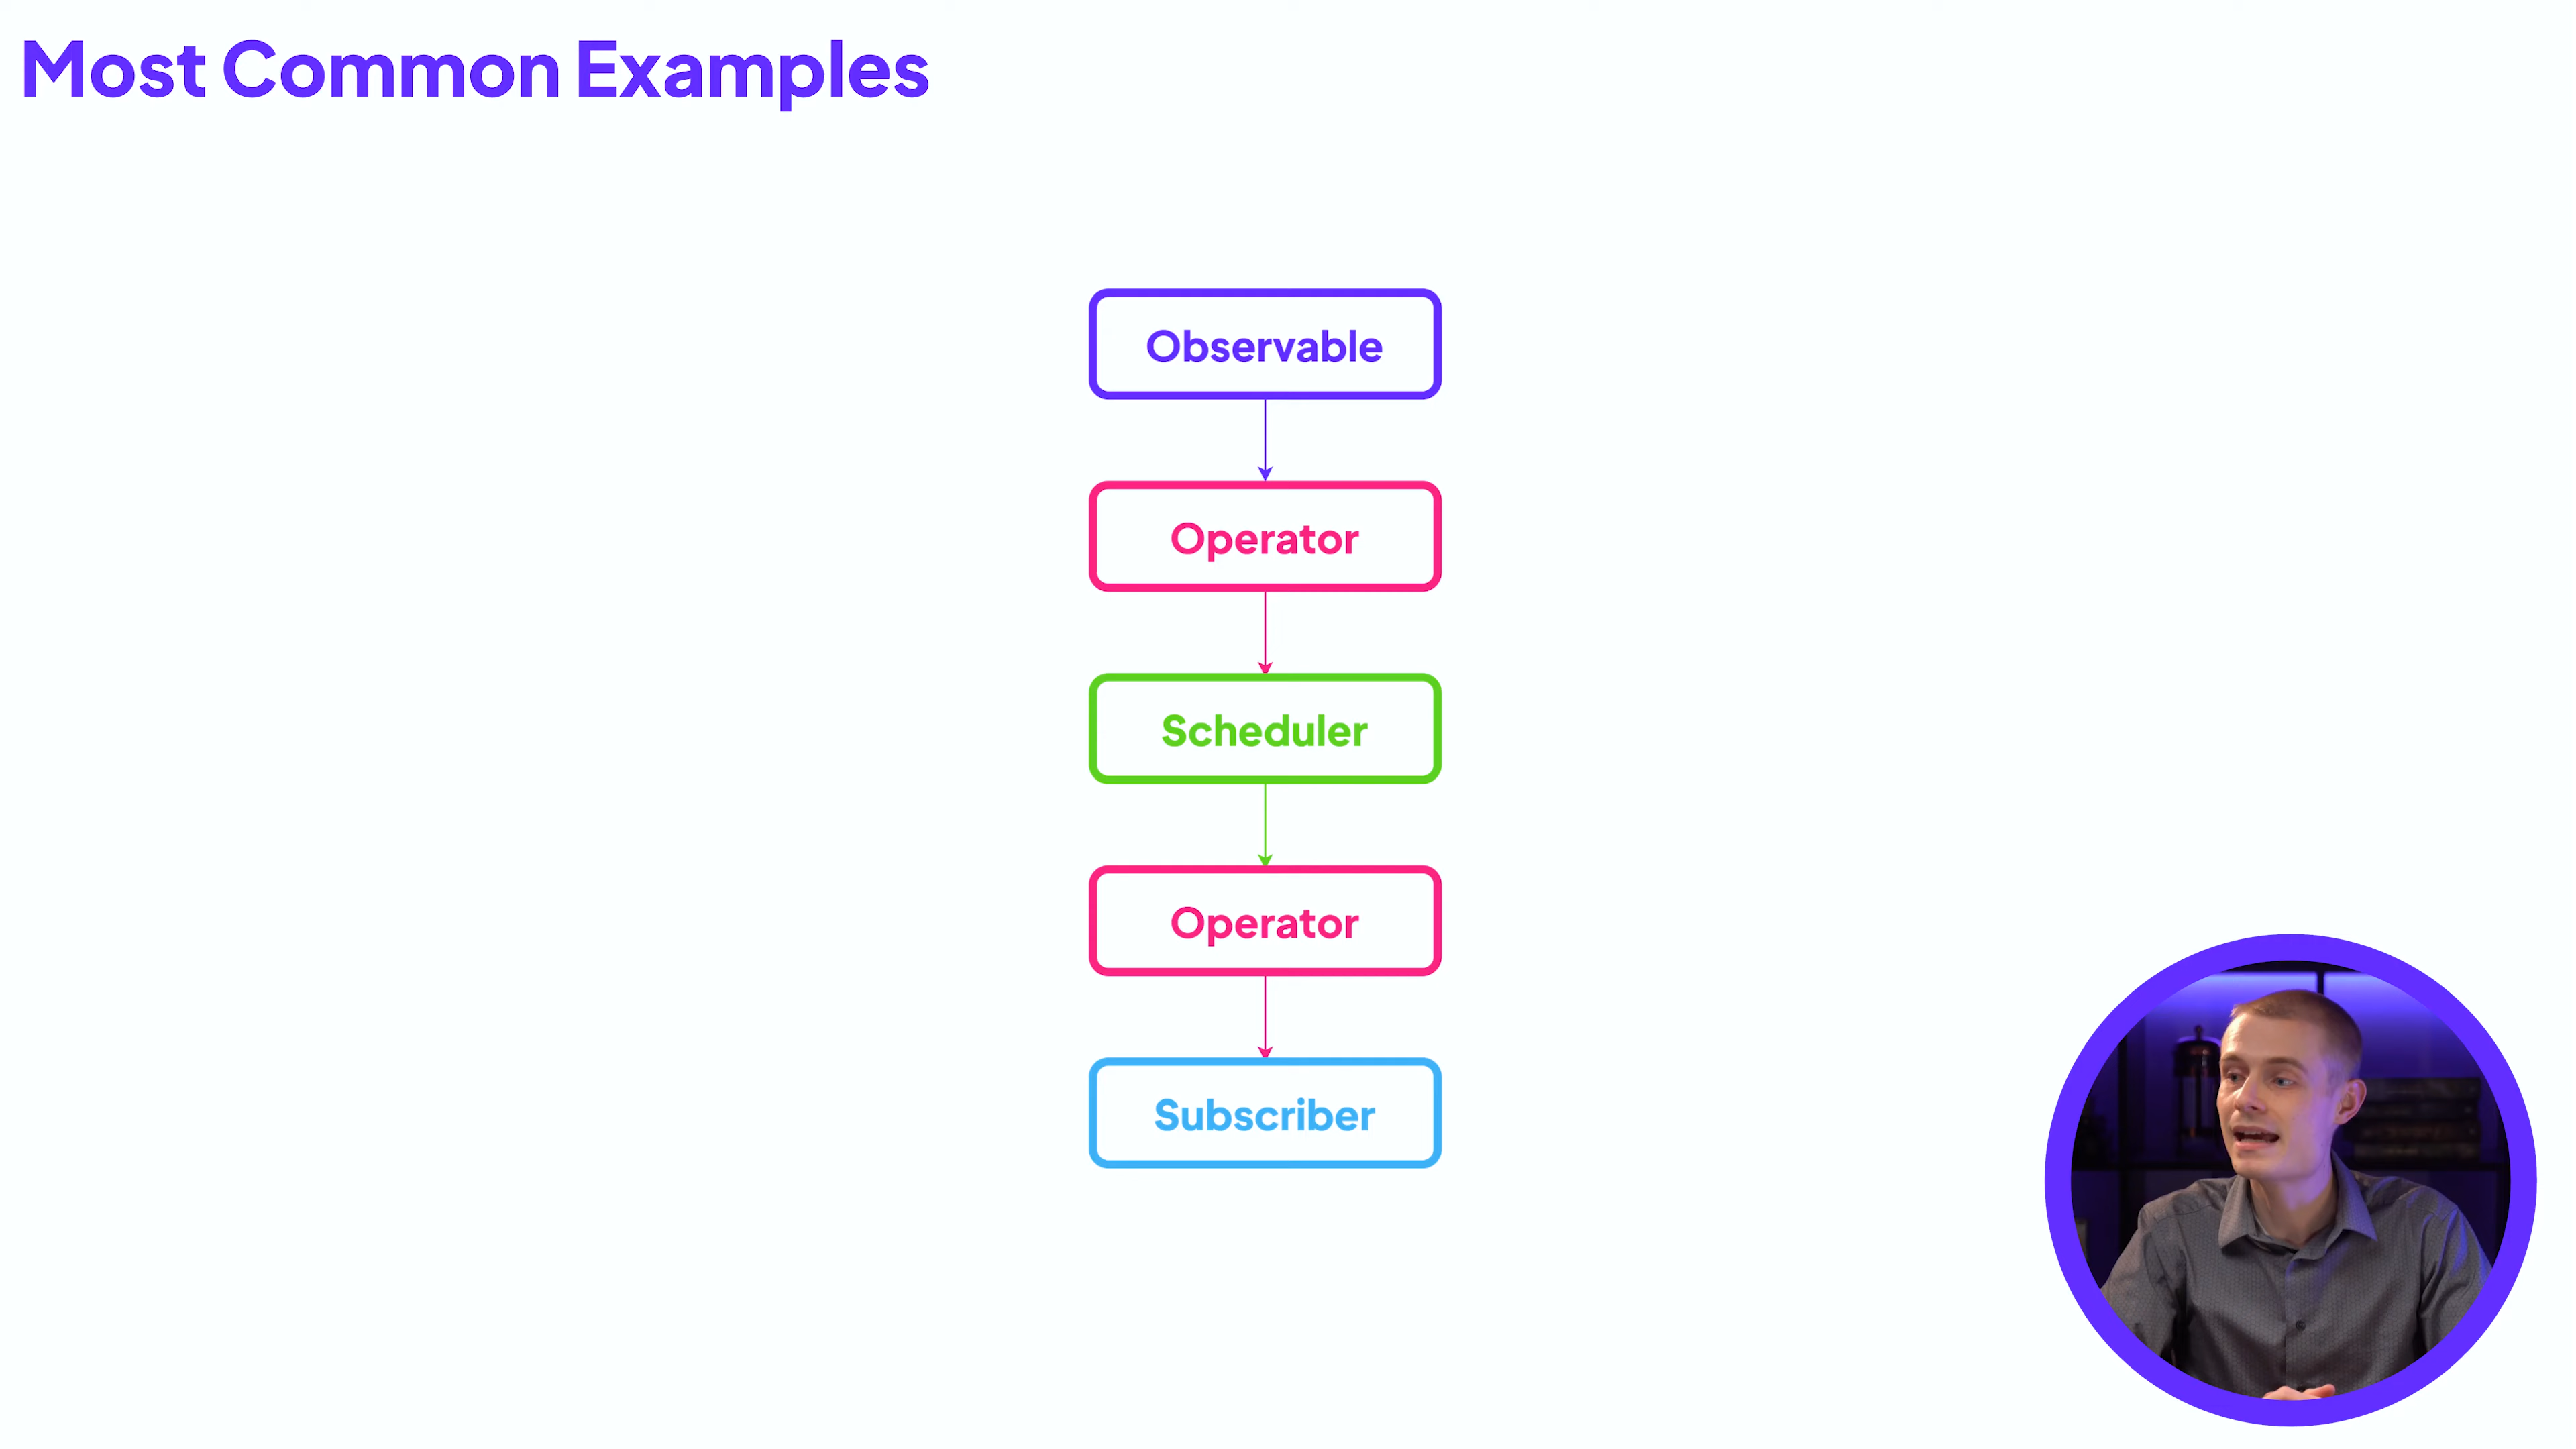 Most Common Examples
Observable
Operator
Scheduler
Operator
Subscriber